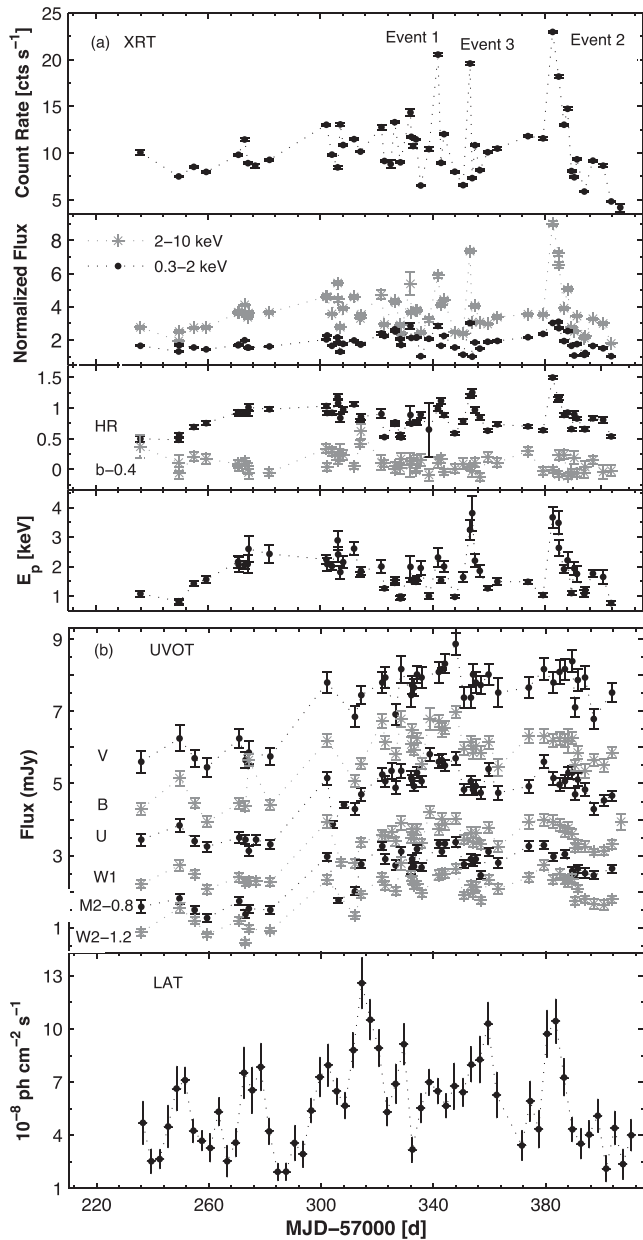 (a) XRT
Event 1
Event 3
Event 2
Count Rate [cts s⁻¹]
25
20
15
10
5
2−10 keV
0.3−2 keV
Normalized Flux
8
6
4
2
HR
b−0.4
1.5
1
0.5
0
E_p [keV]
4
3
2
1
(b) UVOT
V
B
U
W1
M2−0.8
W2−1.2
Flux (mJy)
9
7
5
3
1
LAT
10⁻⁸ ph cm⁻² s⁻¹
13
10
7
4
1
220 260 300 340 380
MJD−57000 [d]